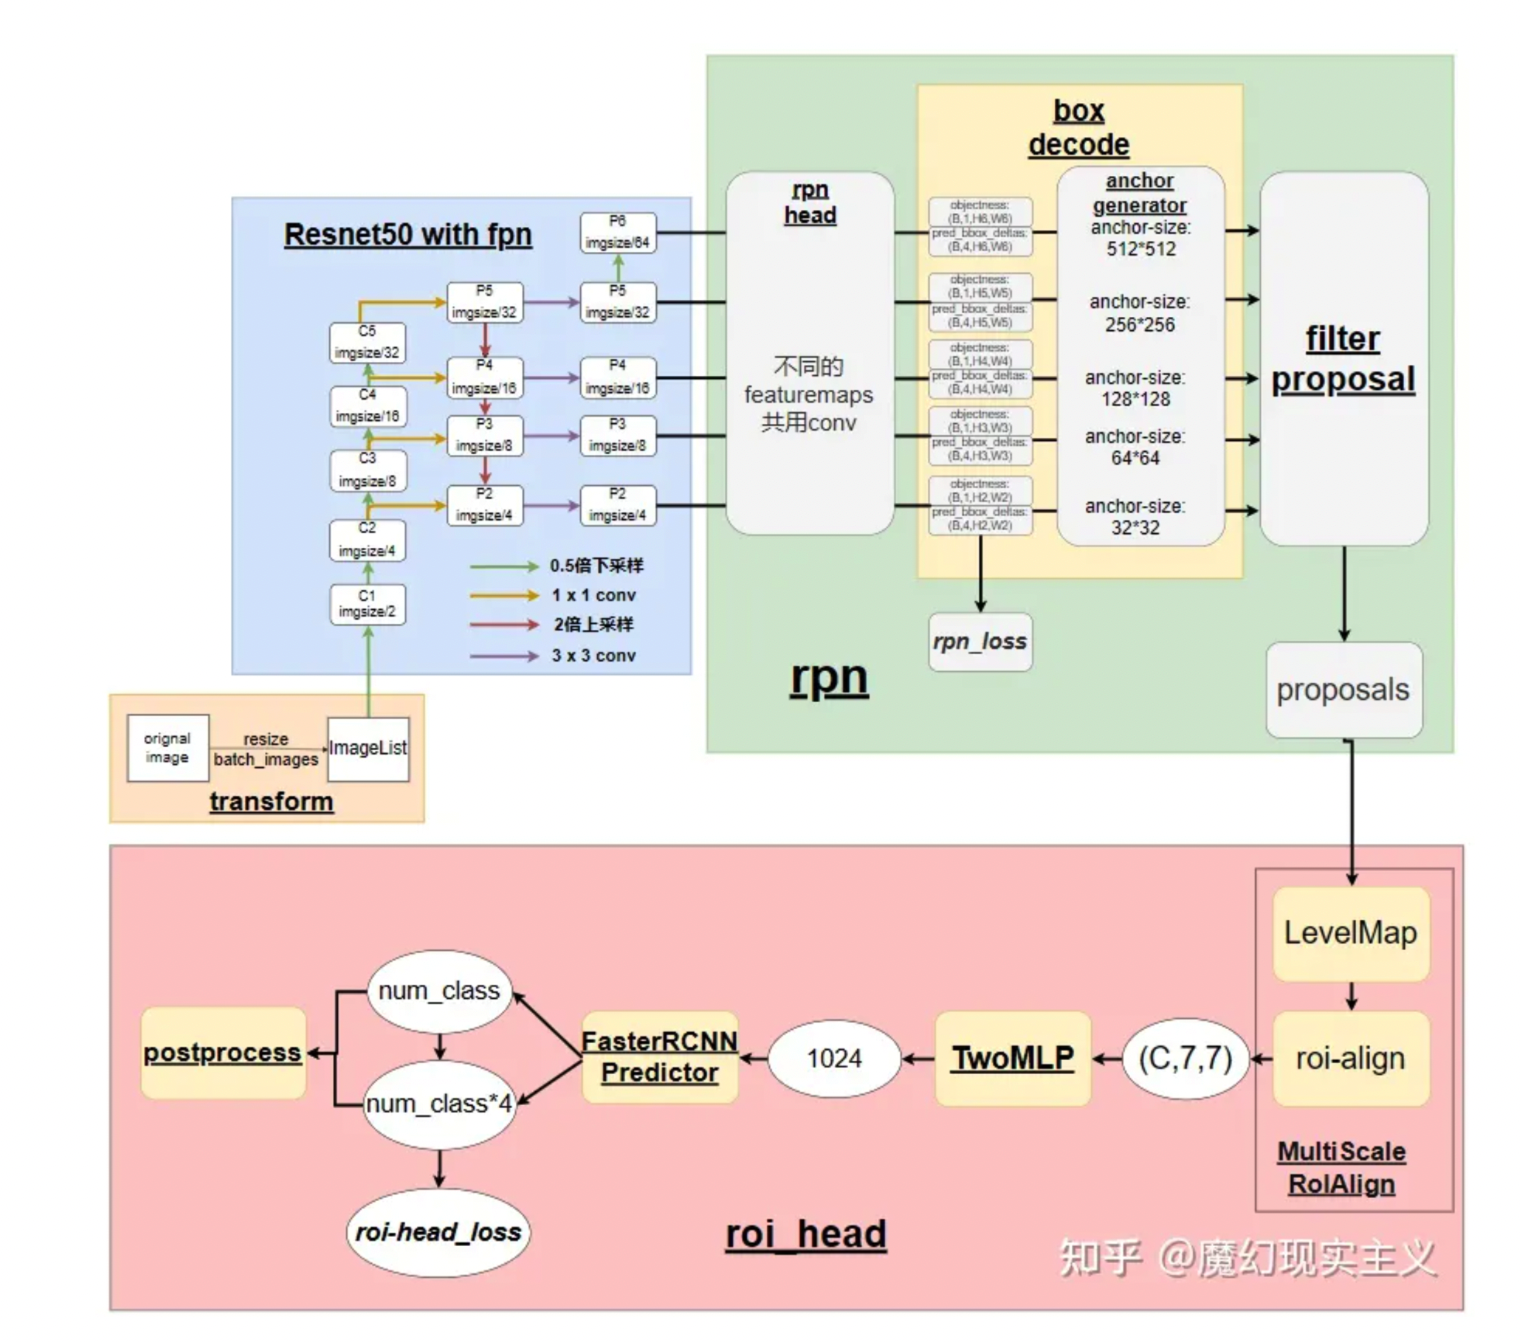 Resnet50 with fpn
P6
imgsize/64
P5
imgsize/32
P5
imgsize/32
C5
imgsize/32
P4
imgsize/16
P4
imgsize/16
C4
imgsize/16
P3
imgsize/8
P3
imgsize/8
C3
imgsize/8
P2
imgsize/4
P2
imgsize/4
C2
imgsize/4
C1
imgsize/2
0.5倍下采样
1 x 1 conv
2倍上采样
3 x 3 conv
orignal
image
resize
batch_images
ImageList
transform
rpn
head
不同的
featuremaps
共用conv
box
decode
objectness:
(B,1,H6,W6)
pred_bbox_deltas:
(B,4,H6,W6)
objectness:
(B,1,H5,W5)
pred_bbox_deltas:
(B,4,H5,W5)
objectness:
(B,1,H4,W4)
pred_bbox_deltas:
(B,4,H4,W4)
objectness:
(B,1,H3,W3)
pred_bbox_deltas:
(B,4,H3,W3)
objectness:
(B,1,H2,W2)
pred_bbox_deltas:
(B,4,H2,W2)
anchor
generator
anchor-size:
512*512
anchor-size:
256*256
anchor-size:
128*128
anchor-size:
64*64
anchor-size:
32*32
filter
proposal
rpn_loss
rpn
proposals
LevelMap
roi-align
MultiScale
RoIAlign
(C,7,7)
TwoMLP
1024
FasterRCNN
Predictor
num_class
num_class*4
postprocess
roi-head_loss
roi_head
知乎 @魔幻现实主义